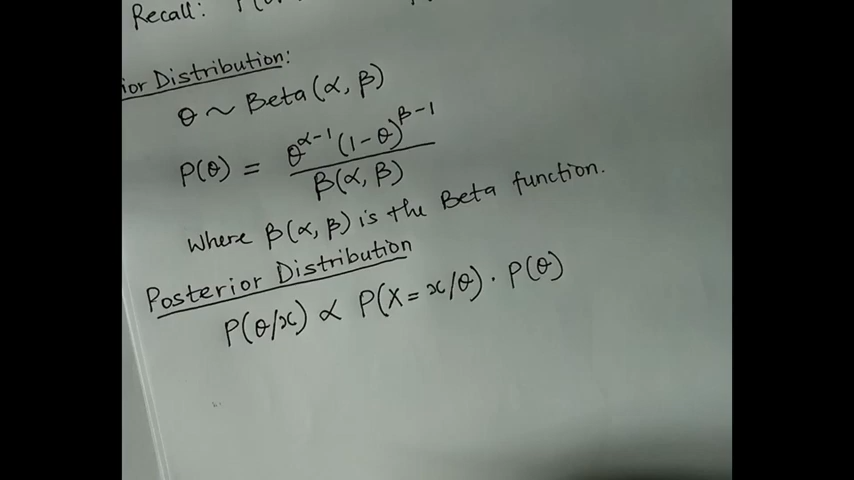 Recall:
ior Distribution:
θ ~ Beta(α, β)
P(θ) = θ^{α-1} (1-θ)^{β-1} / β(α, β)
Where β(α, β) is the Beta function.
Posterior Distribution
P(θ/x) ∝ P(X = x/θ) · P(θ)